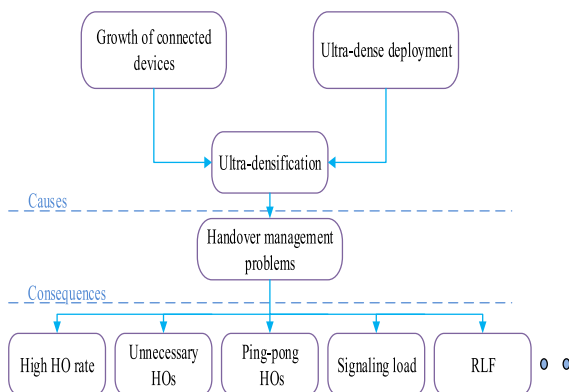 Growth of connected
devices
Ultra-dense deployment
Ultra-densification
Causes
Handover management
problems
Consequences
High HO rate
Unnecessary
HOs
Ping-pong
HOs
Signaling load
RLF